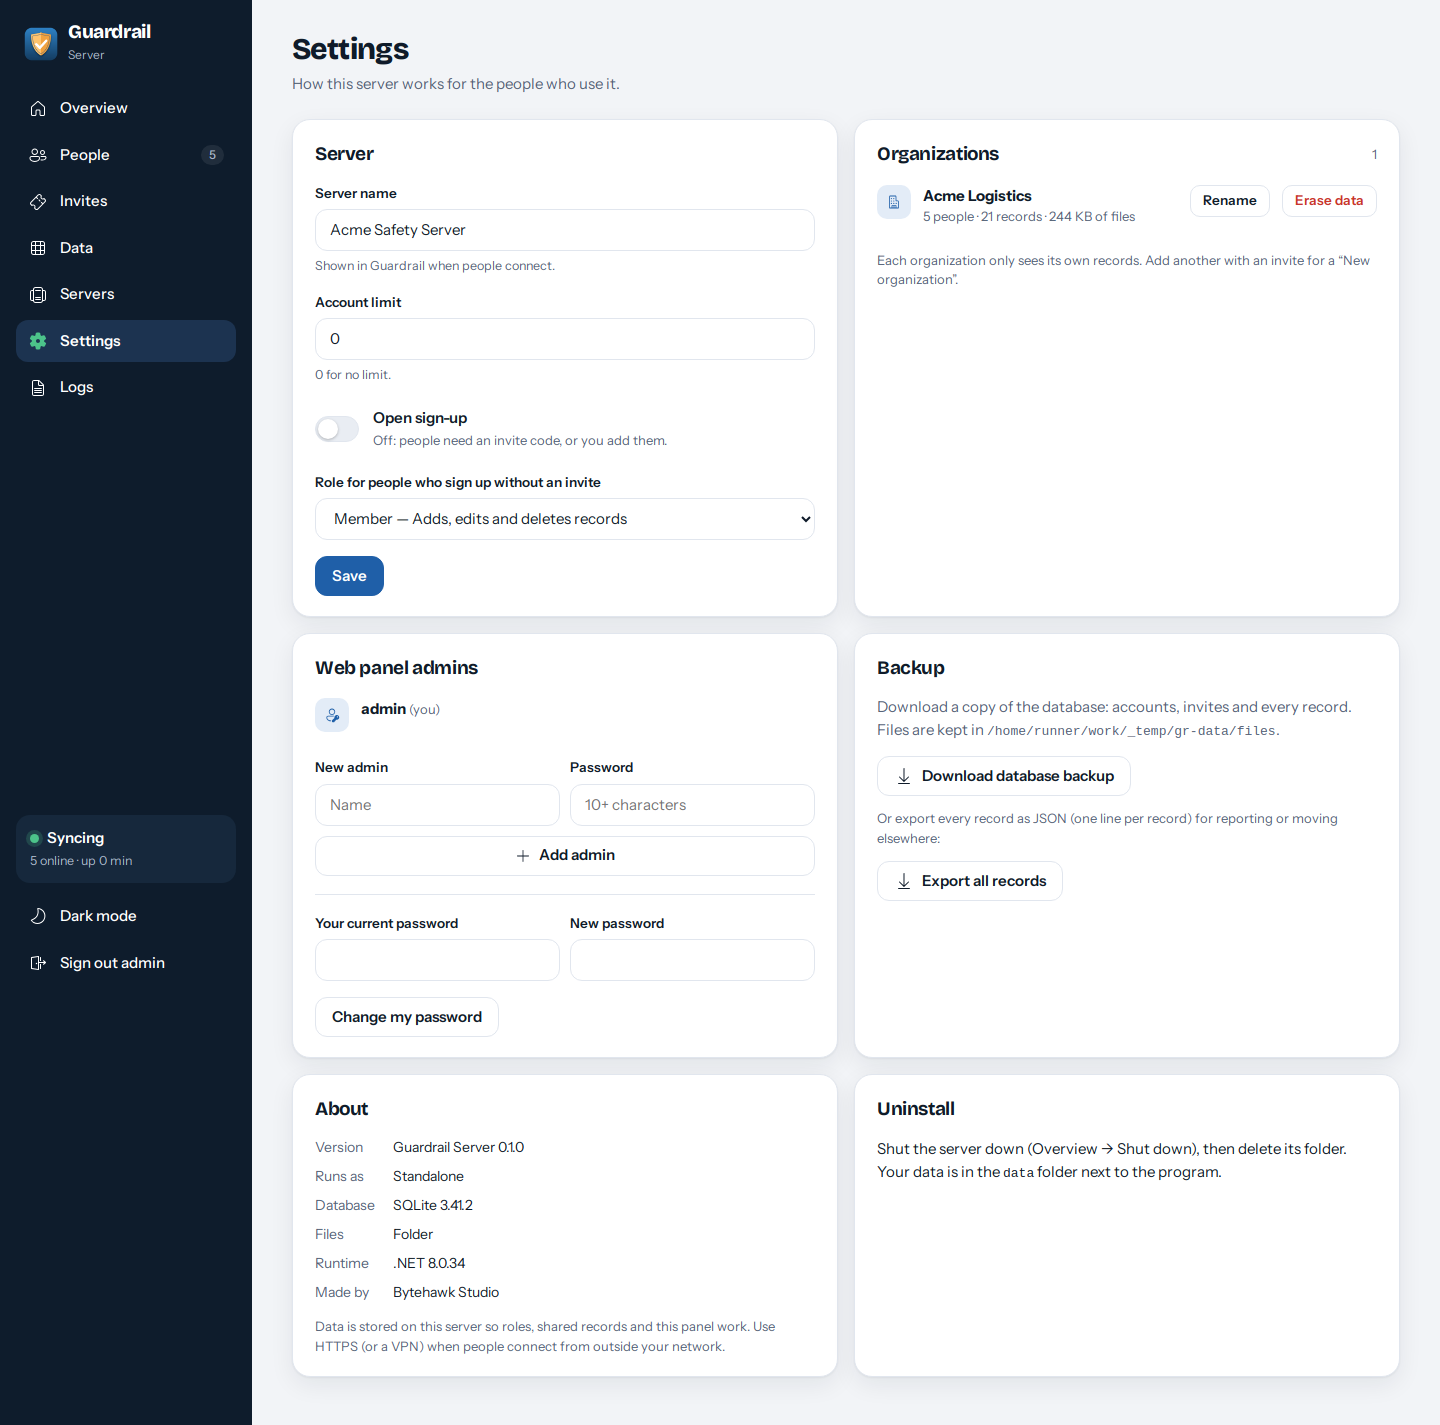 Guardrail
Server
Overview
People
5
Invites
Data
Servers
Settings
Logs
Syncing
5 online · up 0 min
Dark mode
Sign out admin
Settings
How this server works for the people who use it.
Server
Server name
Acme Safety Server
Shown in Guardrail when people connect.
Account limit
0
0 for no limit.
Open sign-up
Off: people need an invite code, or you add them.
Role for people who sign up without an invite
Member — Adds, edits and deletes records
Save
Organizations
1
Acme Logistics
5 people · 21 records · 244 KB of files
Rename
Erase data
Each organization only sees its own records. Add another with an invite for a “New
organization”.
Web panel admins
admin (you)
New admin
Password
Name
10+ characters
Add admin
Your current password
New password
Change my password
Backup
Download a copy of the database: accounts, invites and every record.
Files are kept in /home/runner/work/_temp/gr-data/files.
Download database backup
Or export every record as JSON (one line per record) for reporting or moving
elsewhere:
Export all records
About
Version Guardrail Server 0.1.0
Runs as Standalone
Database SQLite 3.41.2
Files Folder
Runtime .NET 8.0.34
Made by Bytehawk Studio
Data is stored on this server so roles, shared records and this panel work. Use
HTTPS (or a VPN) when people connect from outside your network.
Uninstall
Shut the server down (Overview → Shut down), then delete its folder.
Your data is in the data folder next to the program.